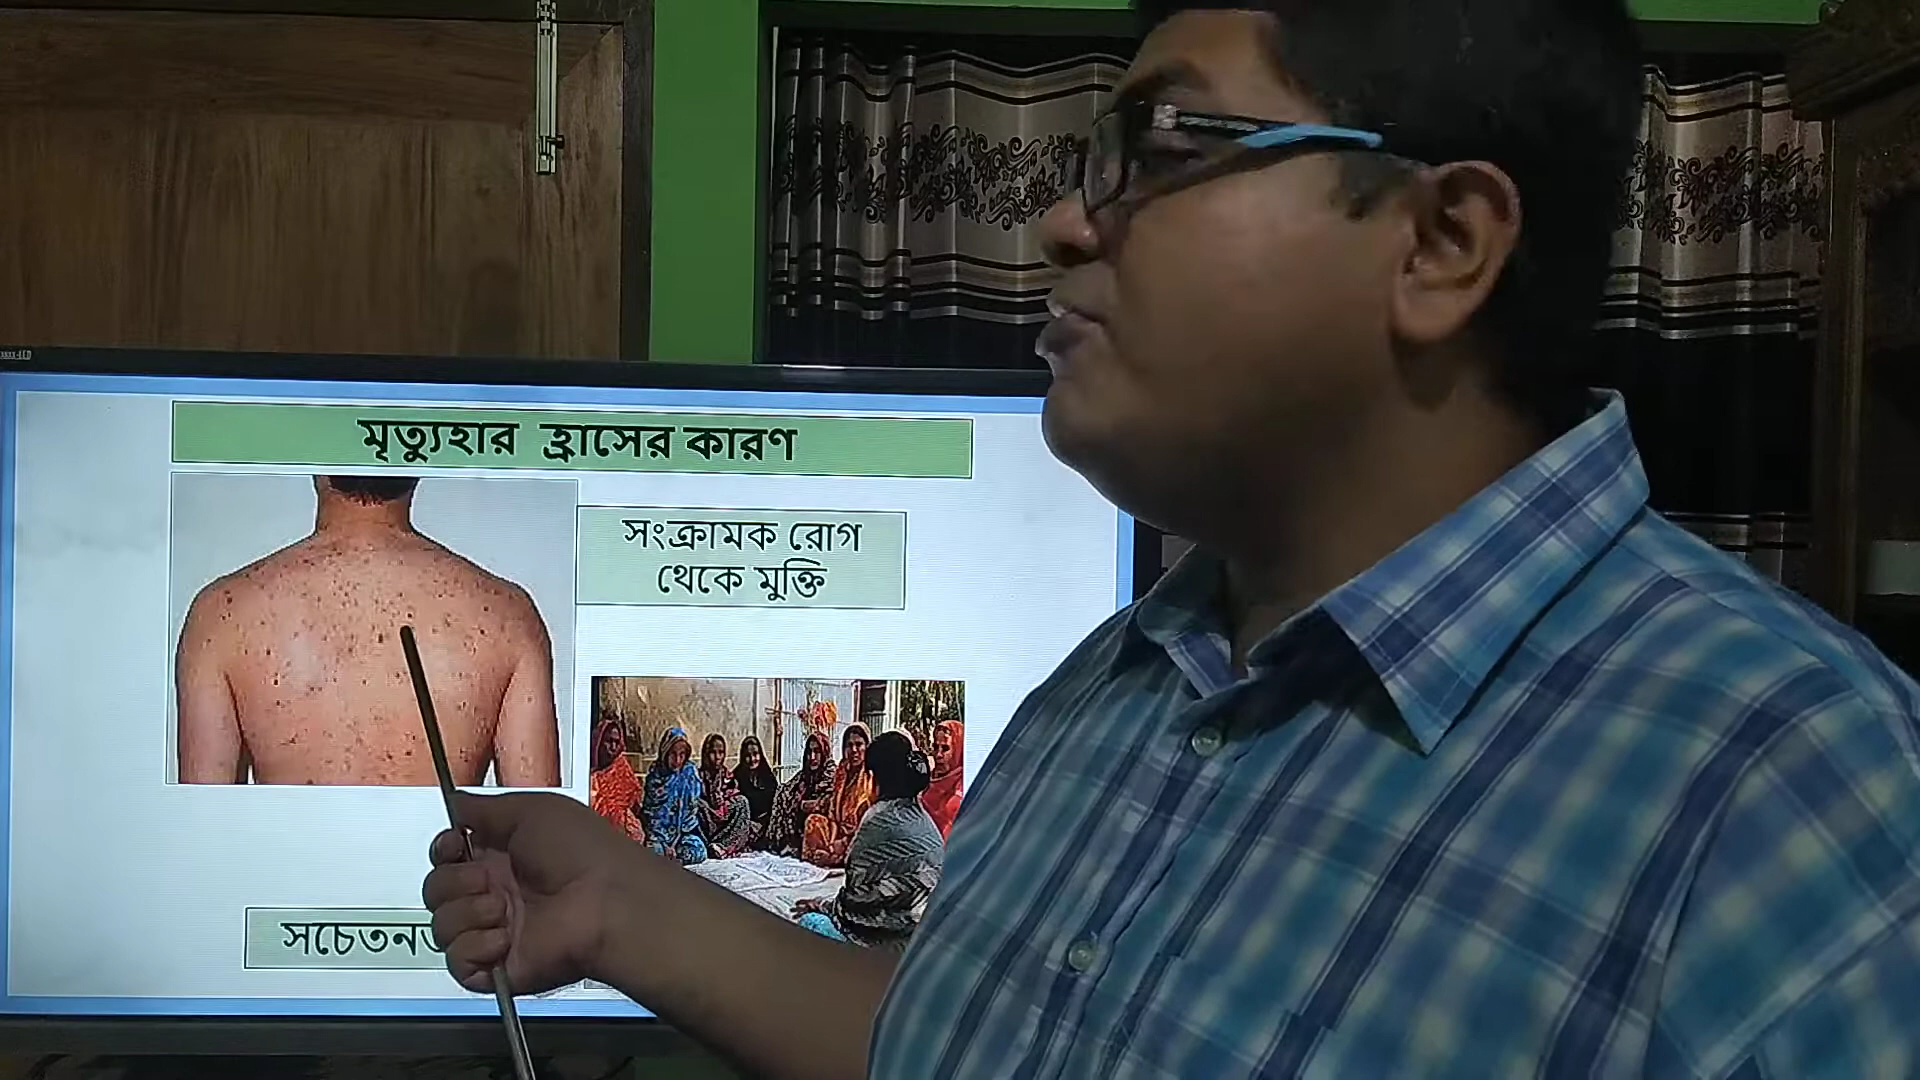 মৃত্যুহার হ্রাসের কারণ
সংক্রামক রোগ
থেকে মুক্তি